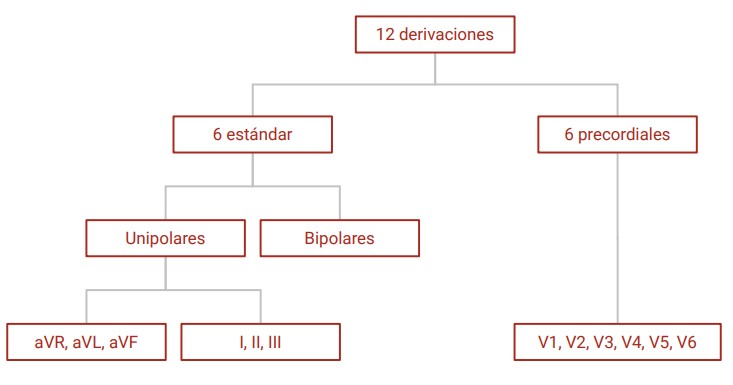 12 derivaciones
6 estándar
6 precordiales
Unipolares
Bipolares
aVR, aVL, aVF
I, II, III
V1, V2, V3, V4, V5, V6